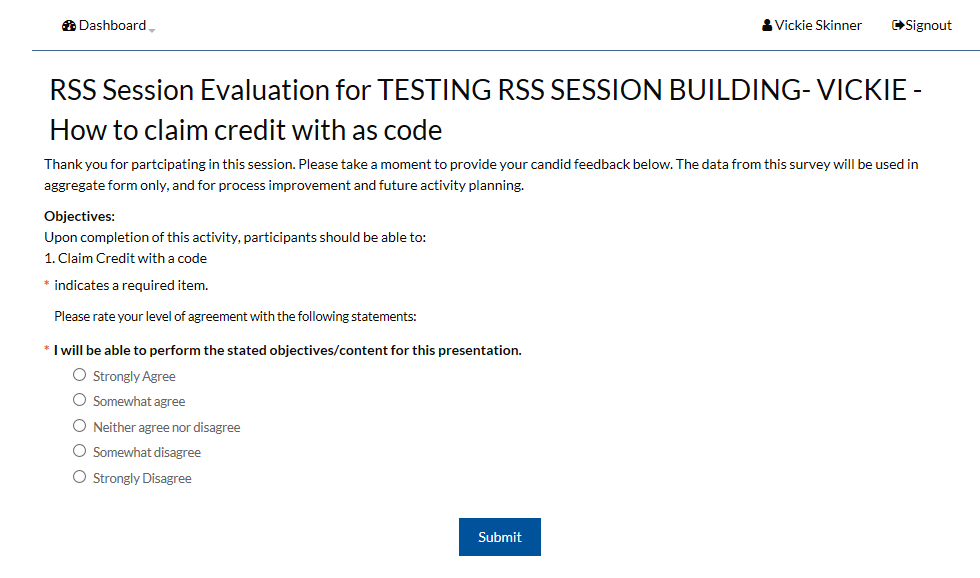 Dashboard
Vickie Skinner
Signout
RSS Session Evaluation for TESTING RSS SESSION BUILDING- VICKIE -
How to claim credit with as code
Thank you for partcipating in this session. Please take a moment to provide your candid feedback below. The data from this survey will be used in
aggregate form only, and for process improvement and future activity planning.
Objectives:
Upon completion of this activity, participants should be able to:
1. Claim Credit with a code
* indicates a required item.
Please rate your level of agreement with the following statements:
* I will be able to perform the stated objectives/content for this presentation.
Strongly Agree
Somewhat agree
Neither agree nor disagree
Somewhat disagree
Strongly Disagree
Submit